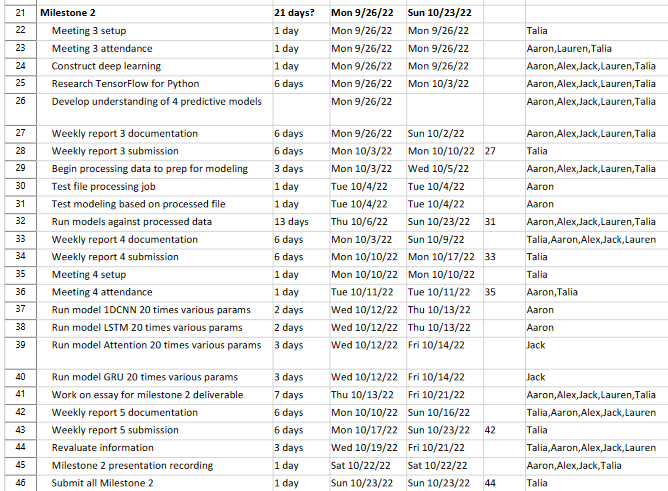 21 Milestone 2 21 days? Mon 9/26/22 Sun 10/23/22
22 Meeting 3 setup 1 day Mon 9/26/22 Mon 9/26/22 Talia
23 Meeting 3 attendance 1 day Mon 9/26/22 Mon 9/26/22 Aaron,Lauren,Talia
24 Construct deep learning 1 day Mon 9/26/22 Mon 9/26/22 Aaron,Alex,Jack,Lauren,Talia
25 Research TensorFlow for Python 6 days Mon 9/26/22 Mon 10/3/22 Aaron,Alex,Jack,Lauren,Talia
26 Develop understanding of 4 predictive models Mon 9/26/22 Aaron,Alex,Jack,Lauren,Talia
27 Weekly report 3 documentation 6 days Mon 9/26/22 Sun 10/2/22 Aaron,Alex,Jack,Lauren,Talia
28 Weekly report 3 submission 6 days Mon 10/3/22 Mon 10/10/22 27 Talia
29 Begin processing data to prep for modeling 3 days Mon 10/3/22 Wed 10/5/22 Aaron,Alex,Jack,Lauren,Talia
30 Test file processing job 1 day Tue 10/4/22 Tue 10/4/22 Aaron
31 Test modeling based on processed file 1 day Tue 10/4/22 Tue 10/4/22 Aaron
32 Run models against processed data 13 days Thu 10/6/22 Sun 10/23/22 31 Aaron,Alex,Jack,Lauren,Talia
33 Weekly report 4 documentation 6 days Mon 10/3/22 Sun 10/9/22 Talia,Aaron,Alex,Jack,Lauren
34 Weekly report 4 submission 6 days Mon 10/10/22 Mon 10/17/22 33 Talia
35 Meeting 4 setup 1 day Mon 10/10/22 Mon 10/10/22 Talia
36 Meeting 4 attendance 1 day Tue 10/11/22 Tue 10/11/22 35 Aaron,Talia
37 Run model 1DCNN 20 times various params 2 days Wed 10/12/22 Thu 10/13/22 Aaron
38 Run model LSTM 20 times various params 2 days Wed 10/12/22 Thu 10/13/22 Aaron
39 Run model Attention 20 times various params 3 days Wed 10/12/22 Fri 10/14/22 Jack
40 Run model GRU 20 times various params 3 days Wed 10/12/22 Fri 10/14/22 Jack
41 Work on essay for milestone 2 deliverable 7 days Thu 10/13/22 Fri 10/21/22 Aaron,Alex,Jack,Lauren,Talia
42 Weekly report 5 documentation 6 days Mon 10/10/22 Sun 10/16/22 Talia,Aaron,Alex,Jack,Lauren
43 Weekly report 5 submission 6 days Mon 10/17/22 Sun 10/23/22 42 Talia
44 Revaluate information 3 days Wed 10/19/22 Fri 10/21/22 Talia,Aaron,Alex,Jack,Lauren
45 Milestone 2 presentation recording 1 day Sat 10/22/22 Sat 10/22/22 Aaron,Alex,Jack,Talia
46 Submit all Milestone 2 1 day Sun 10/23/22 Sun 10/23/22 44 Talia